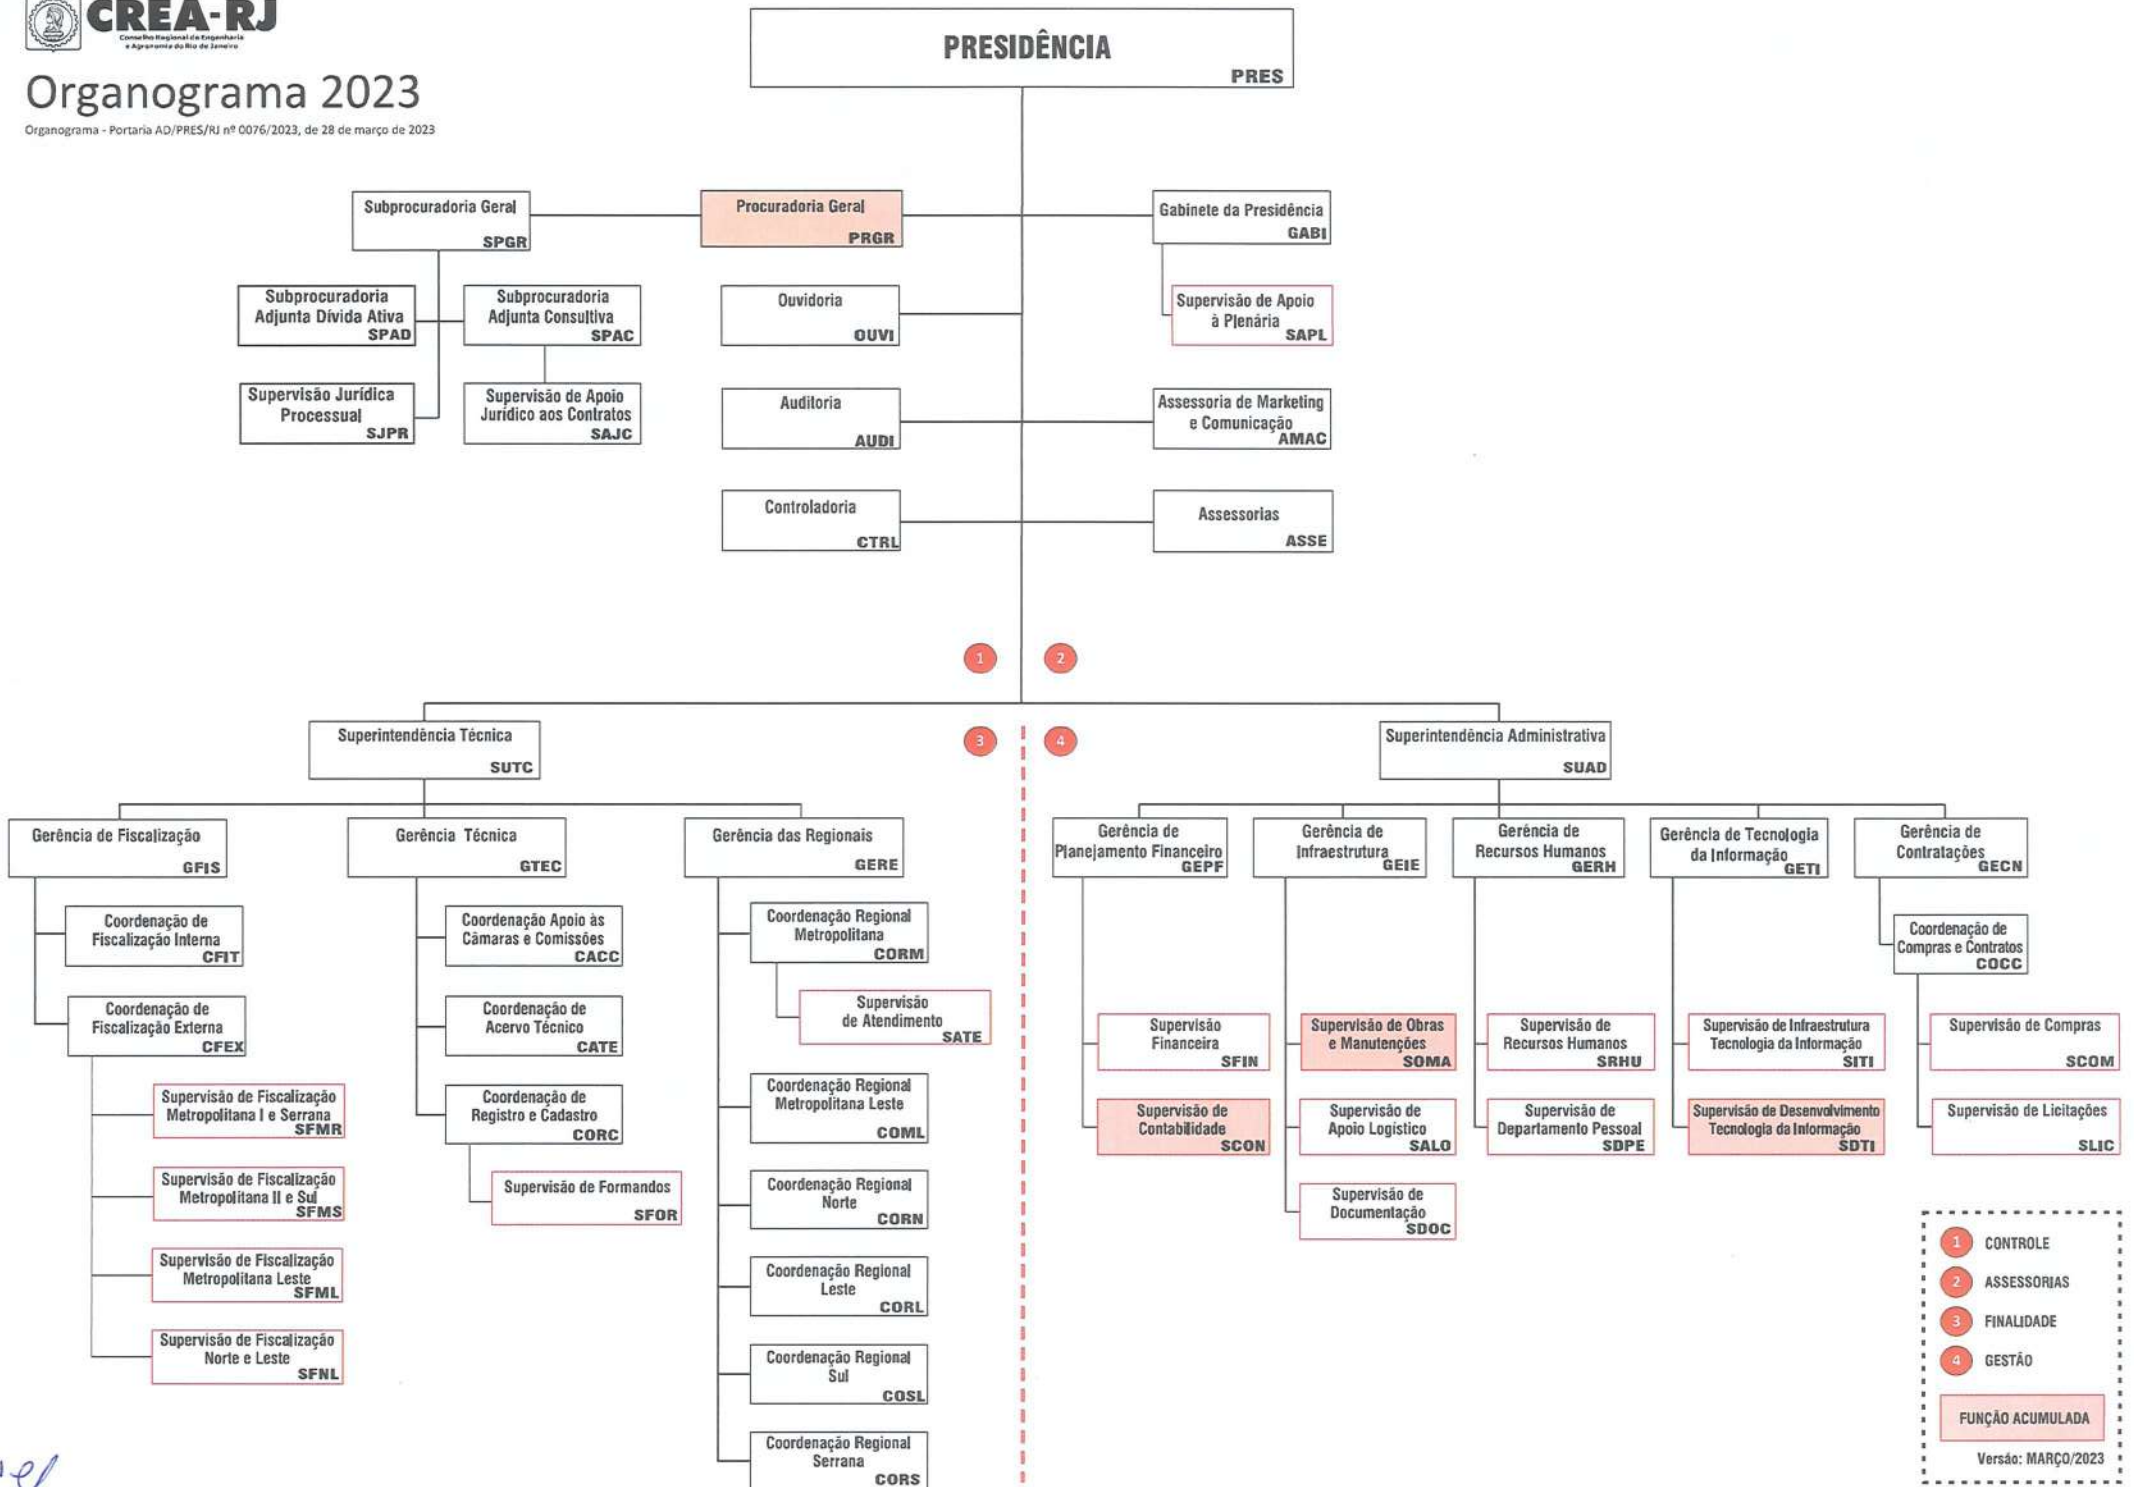 CREA-RJ
Conselho Regional de Engenharia
e Agronomia do Rio de Janeiro
Organograma 2023
Organograma - Portaria AD/PRES/RJ nº 0076/2023, de 28 de março de 2023
PRESIDÊNCIA
PRES
Subprocuradoria Geral
SPGR
Procuradoria Geral
PRGR
Gabinete da Presidência
GABI
Subprocuradoria
Adjunta Dívida Ativa
SPAD
Subprocuradoria
Adjunta Consultiva
SPAC
Ouvidoria
OUVI
Supervisão de Apoio
à Plenária
SAPL
Supervisão Jurídica
Processual
SJPR
Supervisão de Apoio
Jurídico aos Contratos
SAJC
Auditoria
AUDI
Assessoria de Marketing
e Comunicação
AMAC
Controladoria
CTRL
Assessorias
ASSE
1
2
3
4
Superintendência Técnica
SUTC
Superintendência Administrativa
SUAD
Gerência de Fiscalização
GFIS
Gerência Técnica
GTEC
Gerência das Regionais
GERE
Gerência de
Planejamento Financeiro
GEPF
Gerência de
Infraestrutura
GEIE
Gerência de
Recursos Humanos
GERH
Gerência de Tecnologia
da Informação
GETI
Gerência de
Contratações
GECN
Coordenação de
Fiscalização Interna
CFIT
Coordenação de
Fiscalização Externa
CFEX
Supervisão de Fiscalização
Metropolitana I e Serrana
SFMR
Supervisão de Fiscalização
Metropolitana II e Sul
SFMS
Supervisão de Fiscalização
Metropolitana Leste
SFML
Supervisão de Fiscalização
Norte e Leste
SFNL
Coordenação Apoio às
Câmaras e Comissões
CACC
Coordenação de
Acervo Técnico
CATE
Coordenação de
Registro e Cadastro
CORC
Supervisão de Formandos
SFOR
Coordenação Regional
Metropolitana
CORM
Supervisão
de Atendimento
SATE
Coordenação Regional
Metropolitana Leste
COML
Coordenação Regional
Norte
CORN
Coordenação Regional
Leste
CORL
Coordenação Regional
Sul
COSL
Coordenação Regional
Serrana
CORS
Supervisão
Financeira
SFIN
Supervisão de
Contabilidade
SCON
Supervisão de Obras
e Manutenções
SOMA
Supervisão de
Apoio Logístico
SALO
Supervisão de
Documentação
SDOC
Supervisão de
Recursos Humanos
SRHU
Supervisão de
Departamento Pessoal
SDPE
Supervisão de Infraestrutura
Tecnologia da Informação
SITI
Supervisão de Desenvolvimento
Tecnologia da Informação
SDTI
Coordenação de
Compras e Contratos
COCC
Supervisão de Compras
SCOM
Supervisão de Licitações
SLIC
1 CONTROLE
2 ASSESSORIAS
3 FINALIDADE
4 GESTÃO
FUNÇÃO ACUMULADA
Versão: MARÇO/2023